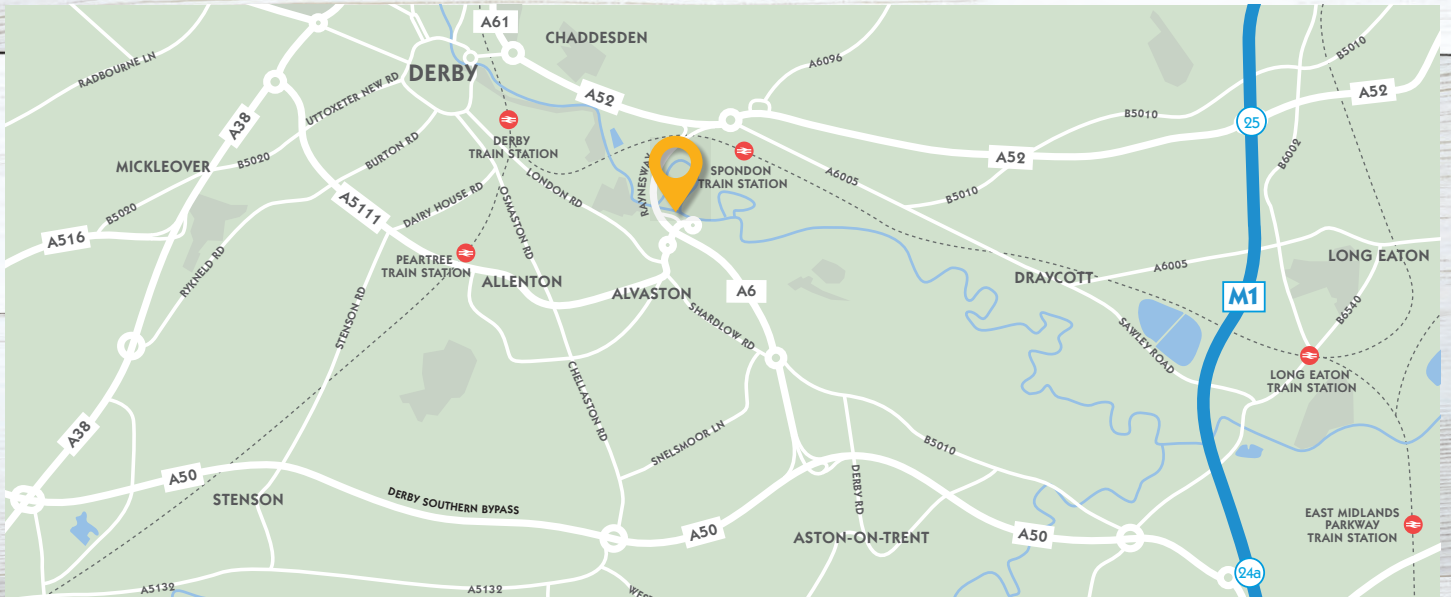 A61
CHADDESDEN
DERBY
RADBOURNE LN
UTTOXETER NEW RD
A38
A52
A6096
B5010
A52
B5010
25
A52
DERBY
TRAIN STATION
SPONDON
TRAIN STATION
MICKLEOVER
B5020
BURTON RD
LONDON RD
RAYNESWAY
A6005
B5010
B6002
B5020
A5111
DAIRY HOUSE RD
OSMASTON RD
A516
RYKNELD RD
PEARTREE
TRAIN STATION
ALLENTON
ALVASTON
A6
DRAYCOTT
A6005
LONG EATON
M1
B6540
STENSON RD
SHARDLOW RD
SAWLEY ROAD
LONG EATON
TRAIN STATION
CHELLASTON RD
SNELSMOOR LN
B5010
A38
A50
STENSON
DERBY SOUTHERN BYPASS
A50
DERBY RD
ASTON-ON-TRENT
A50
EAST MIDLANDS
PARKWAY
TRAIN STATION
24a
A5132
A5132